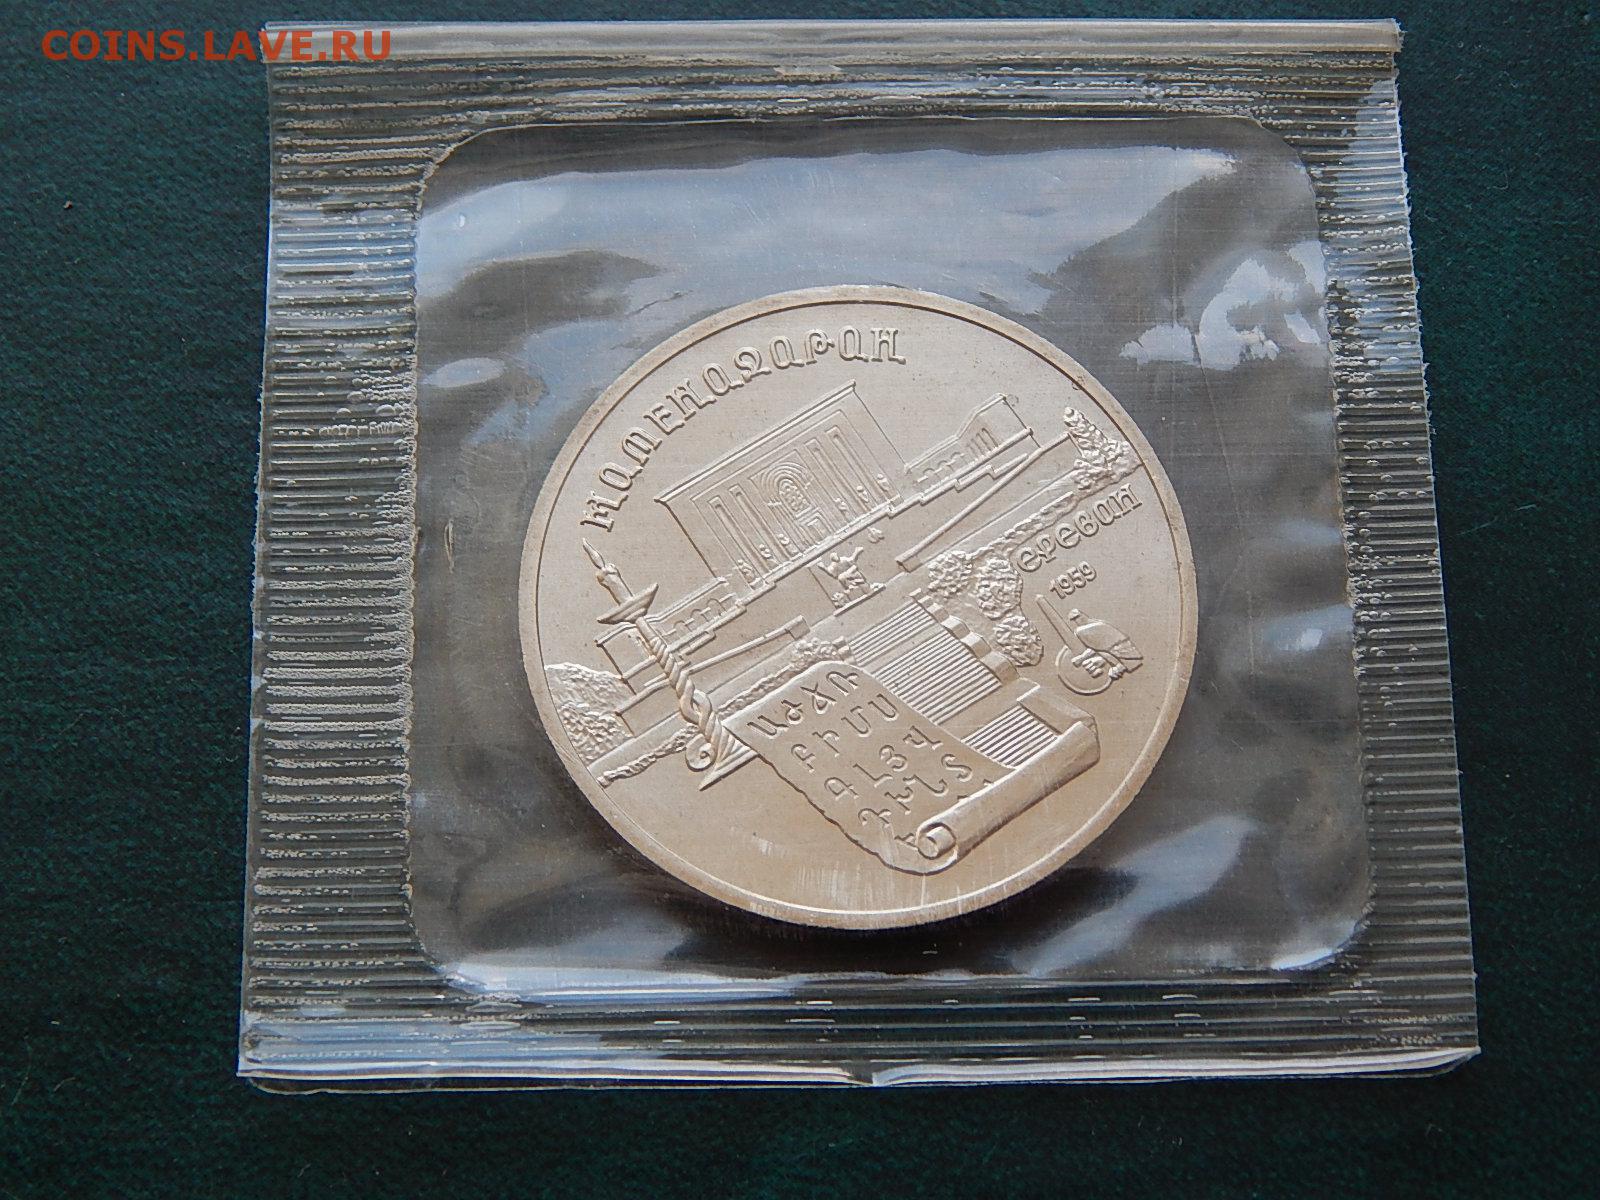 COINS.LAVE.RU
МАТЕНАДАРАН
ЕРЕВАН
1959
Ա Ժ Ճ Ռ
Բ Ի Մ Ս
Գ Լ Յ Վ
Դ Խ Ն Տ